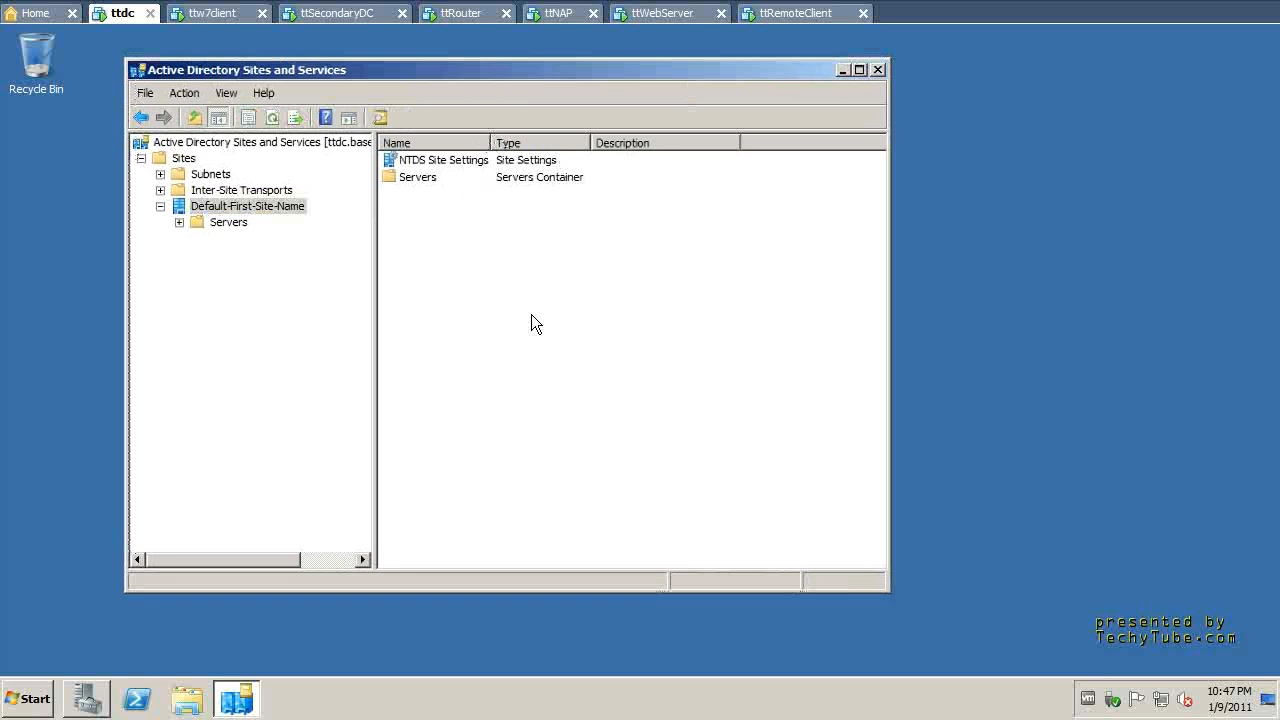 Home
ttdc
ttw7client
ttSecondaryDC
ttRouter
ttNAP
ttWebServer
ttRemoteClient
Recycle Bin
Active Directory Sites and Services
File Action View Help
Active Directory Sites and Services [ttdc.base
Sites
Subnets
Inter-Site Transports
Default-First-Site-Name
Servers
Name Type Description
NTDS Site Settings Site Settings
Servers Servers Container
presented by
TechyTube.com
Start
10:47 PM
1/9/2011